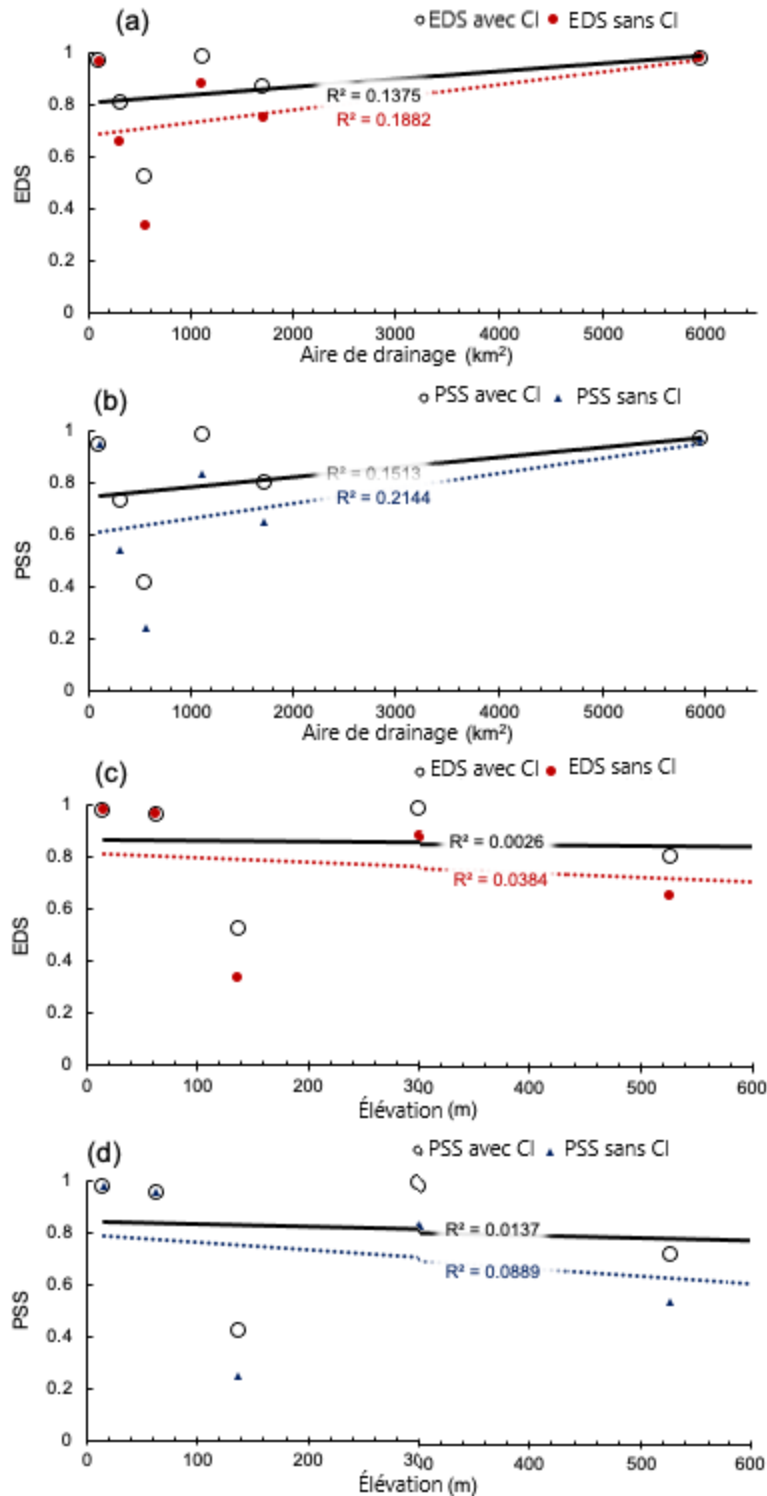 (a)
EDS avec CI EDS sans CI
1
0.8
0.6
0.4
0.2
0
EDS
R² = 0.1375
R² = 0.1882
0 1000 2000 3000 4000 5000 6000
Aire de drainage (km²)
(b)
PSS avec CI PSS sans CI
1
0.8
0.6
0.4
0.2
0
PSS
R² = 0.1513
R² = 0.2144
0 1000 2000 3000 4000 5000 6000
Aire de drainage (km²)
(c)
EDS avec CI EDS sans CI
1
0.8
0.6
0.4
0.2
0
EDS
R² = 0.0026
R² = 0.0384
0 100 200 300 400 500 600
Élévation (m)
(d)
PSS avec CI PSS sans CI
1
0.8
0.6
0.4
0.2
0
PSS
R² = 0.0137
R² = 0.0889
0 100 200 300 400 500 600
Élévation (m)